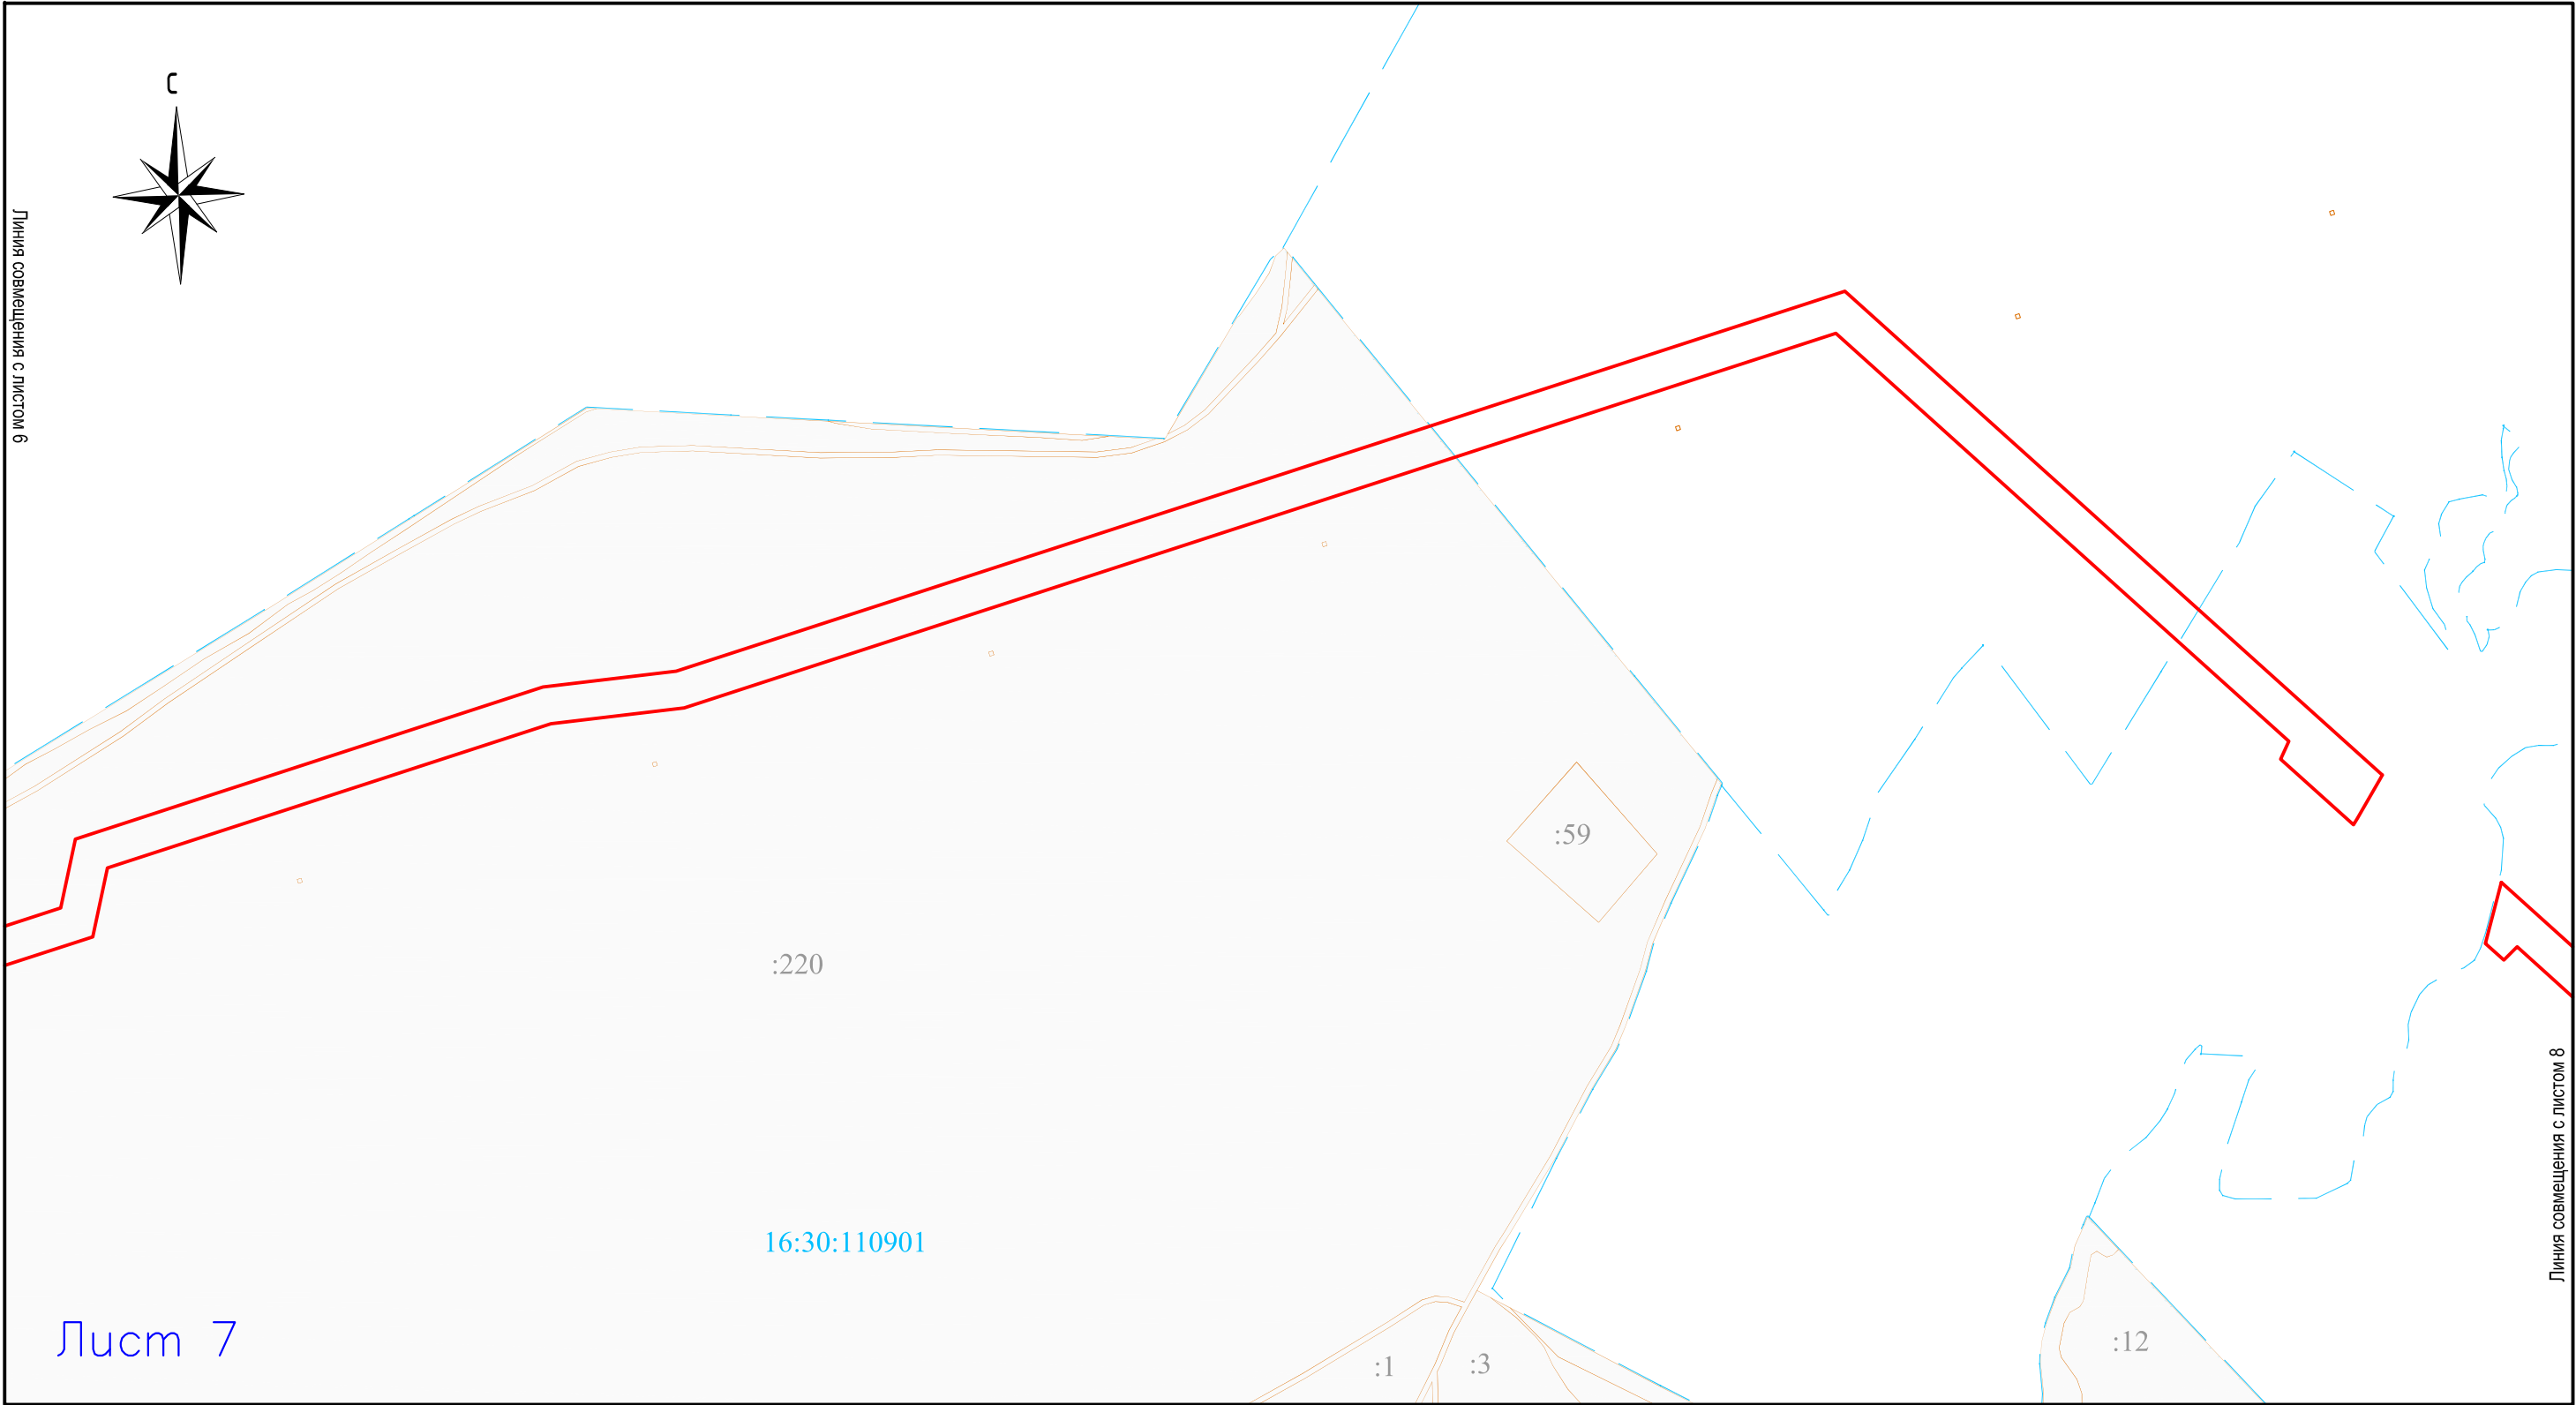 С
Линия совмещения с листом 6
:59
:220
16:30:110901
Лист 7
:1
:3
:12
Линия совмещения с листом 8